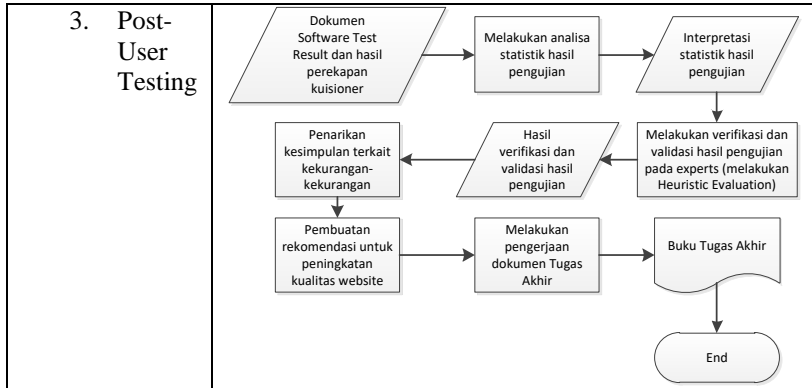 3. Post-
User
Testing
Dokumen
Software Test
Result dan hasil
perekapan
kuisioner
Melakukan analisa
statistik hasil
pengujian
Interpretasi
statistik hasil
pengujian
Melakukan verifikasi dan
validasi hasil pengujian
pada experts (melakukan
Heuristic Evaluation)
Hasil
verifikasi dan
validasi hasil
pengujian
Penarikan
kesimpulan terkait
kekurangan-
kekurangan
Pembuatan
rekomendasi untuk
peningkatan
kualitas website
Melakukan
pengerjaan
dokumen Tugas
Akhir
Buku Tugas Akhir
End